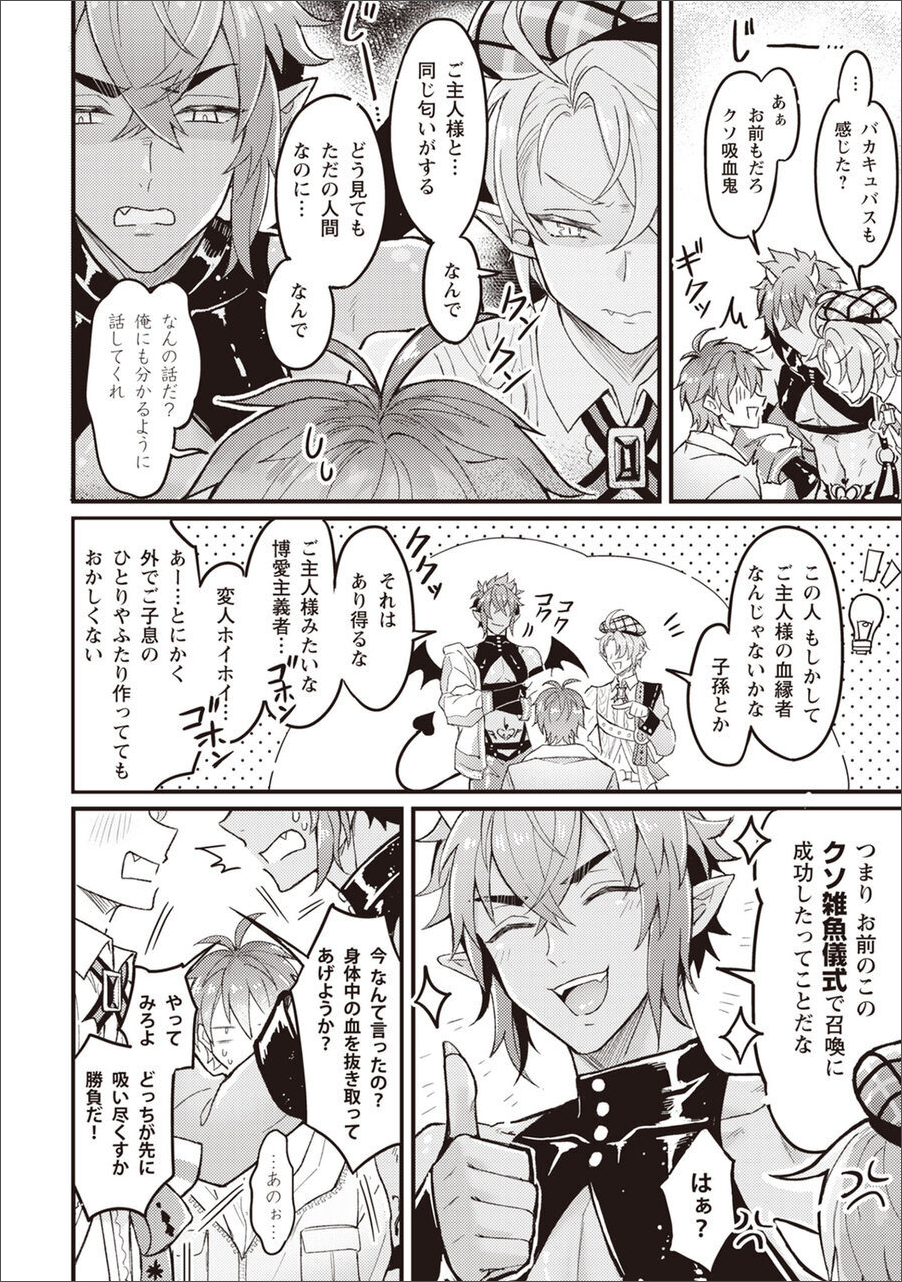 じーー…
…
バカキュバスも
感じた?
あぁ
お前もだろ
クソ吸血鬼
ギクッ
じーー…
ご主人様と…
同じ匂いがする
なんで
クンクン
どう見ても
ただの人間
なのに…
なんで
なんの話だ?
俺にも分かるように
話してくれ
この人 もしかして
ご主人様の血縁者
なんじゃないかな
子孫とか
それは
あり得るな
ご主人様みたいな
博愛主義者…
ゴホン
変人ホイホイ…
ゴホン
あー…とにかく
外でご子息の
ひとりやふたり作ってても
おかしくない
つまり お前のこの
クソ雑魚儀式で召喚に
成功したってことだな
はぁ?
今なんて言ったの?
身体中の血を抜き取って
あげようか?
やって
みろよ
どっちが先に
吸い尽くすか
勝負だ!
…あのぉ…